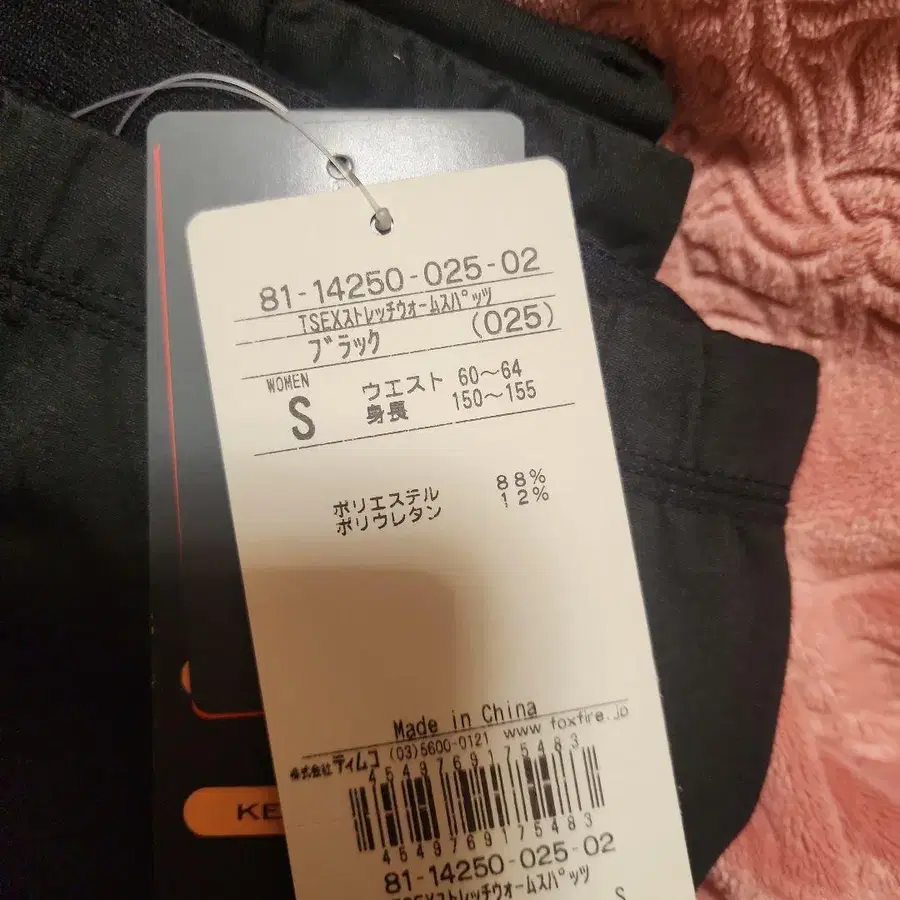 81-14250-025-02
TSEXストレッチウォームスパッツ
ブラック (025)
WOMEN
S
ウエスト 60～64
身長 150～155
ポリエステル 88%
ポリウレタン 12%
Made in China
株式会社ティムコ (03)5600-0121 www foxfire.jp
4549769175483
4549769175483
81-14250-025-02
TSEXストレッチウォームスパッツ
S
KE